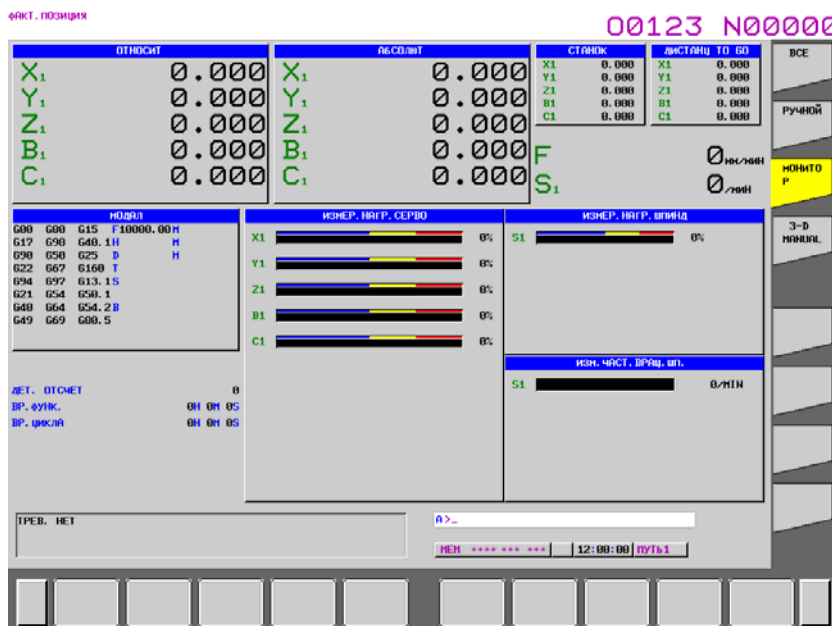 ФАКТ. ПОЗИЦИЯ
O0123 N00000
ОТНОСИТ
X1 0.000
Y1 0.000
Z1 0.000
B1 0.000
C1 0.000
АБСОЛЮТ
X1 0.000
Y1 0.000
Z1 0.000
B1 0.000
C1 0.000
СТАНОК
X1 0.000
Y1 0.000
Z1 0.000
B1 0.000
C1 0.000
ДИСТАНЦ TO GO
X1 0.000
Y1 0.000
Z1 0.000
B1 0.000
C1 0.000
F 0 ММ/МИН
S1 0 /МИН
ВСЕ
РУЧНОЙ
МОНИТО
Р
3-D
MANUAL
МОДАЛ
G00 G80 G15 F10000.00 M
G17 G98 G40.1 H M
G90 G50 G25 D M
G22 G67 G160 T
G94 G97 G13.1 S
G21 G54 G50.1
G40 G64 G54.2 B
G49 G69 G80.5
ИЗМЕР. НАГР. СЕРВО
X1 0%
Y1 0%
Z1 0%
B1 0%
C1 0%
ИЗМЕР. НАГР. ШПИНД
S1 0%
ИЗМ. ЧАСТ. ВРАЩ. ШП.
S1 0/MIN
ДЕТ. ОТСЧЕТ 0
ВР. ФУНК. 0H 0M 0S
ВР. ЦИКЛА 0H 0M 0S
ТРЕВ. НЕТ
A>_
MEM **** *** ***
12:00:00
ПУТЬ1